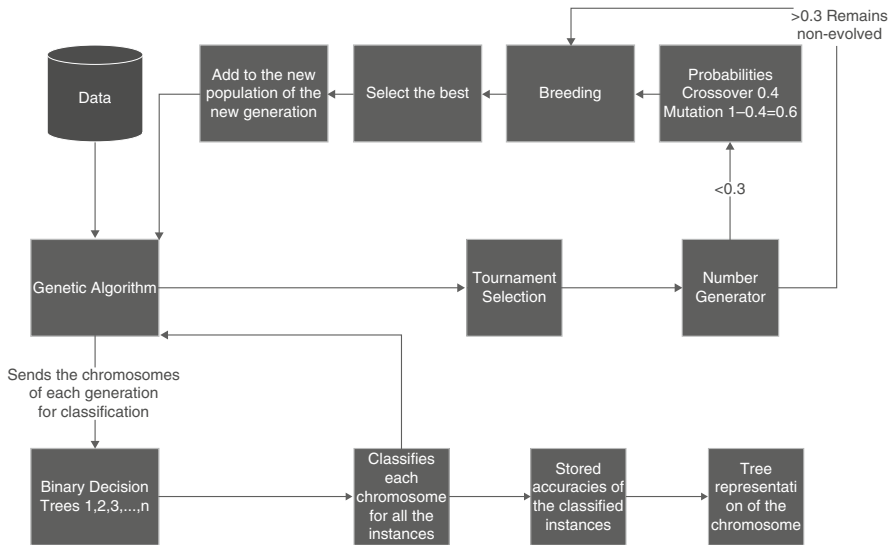 >0.3 Remains
non-evolved
Data
Add to the new
population of the
new generation
Select the best
Breeding
Probabilities
Crossover 0.4
Mutation 1–0.4=0.6
<0.3
Genetic Algorithm
Tournament
Selection
Number
Generator
Sends the chromosomes
of each generation
for classification
Binary Decision
Trees 1,2,3,...,n
Classifies
each
chromosome
for all the
instances
Stored
accuracies of
the classified
instances
Tree
representati
on of the
chromosome